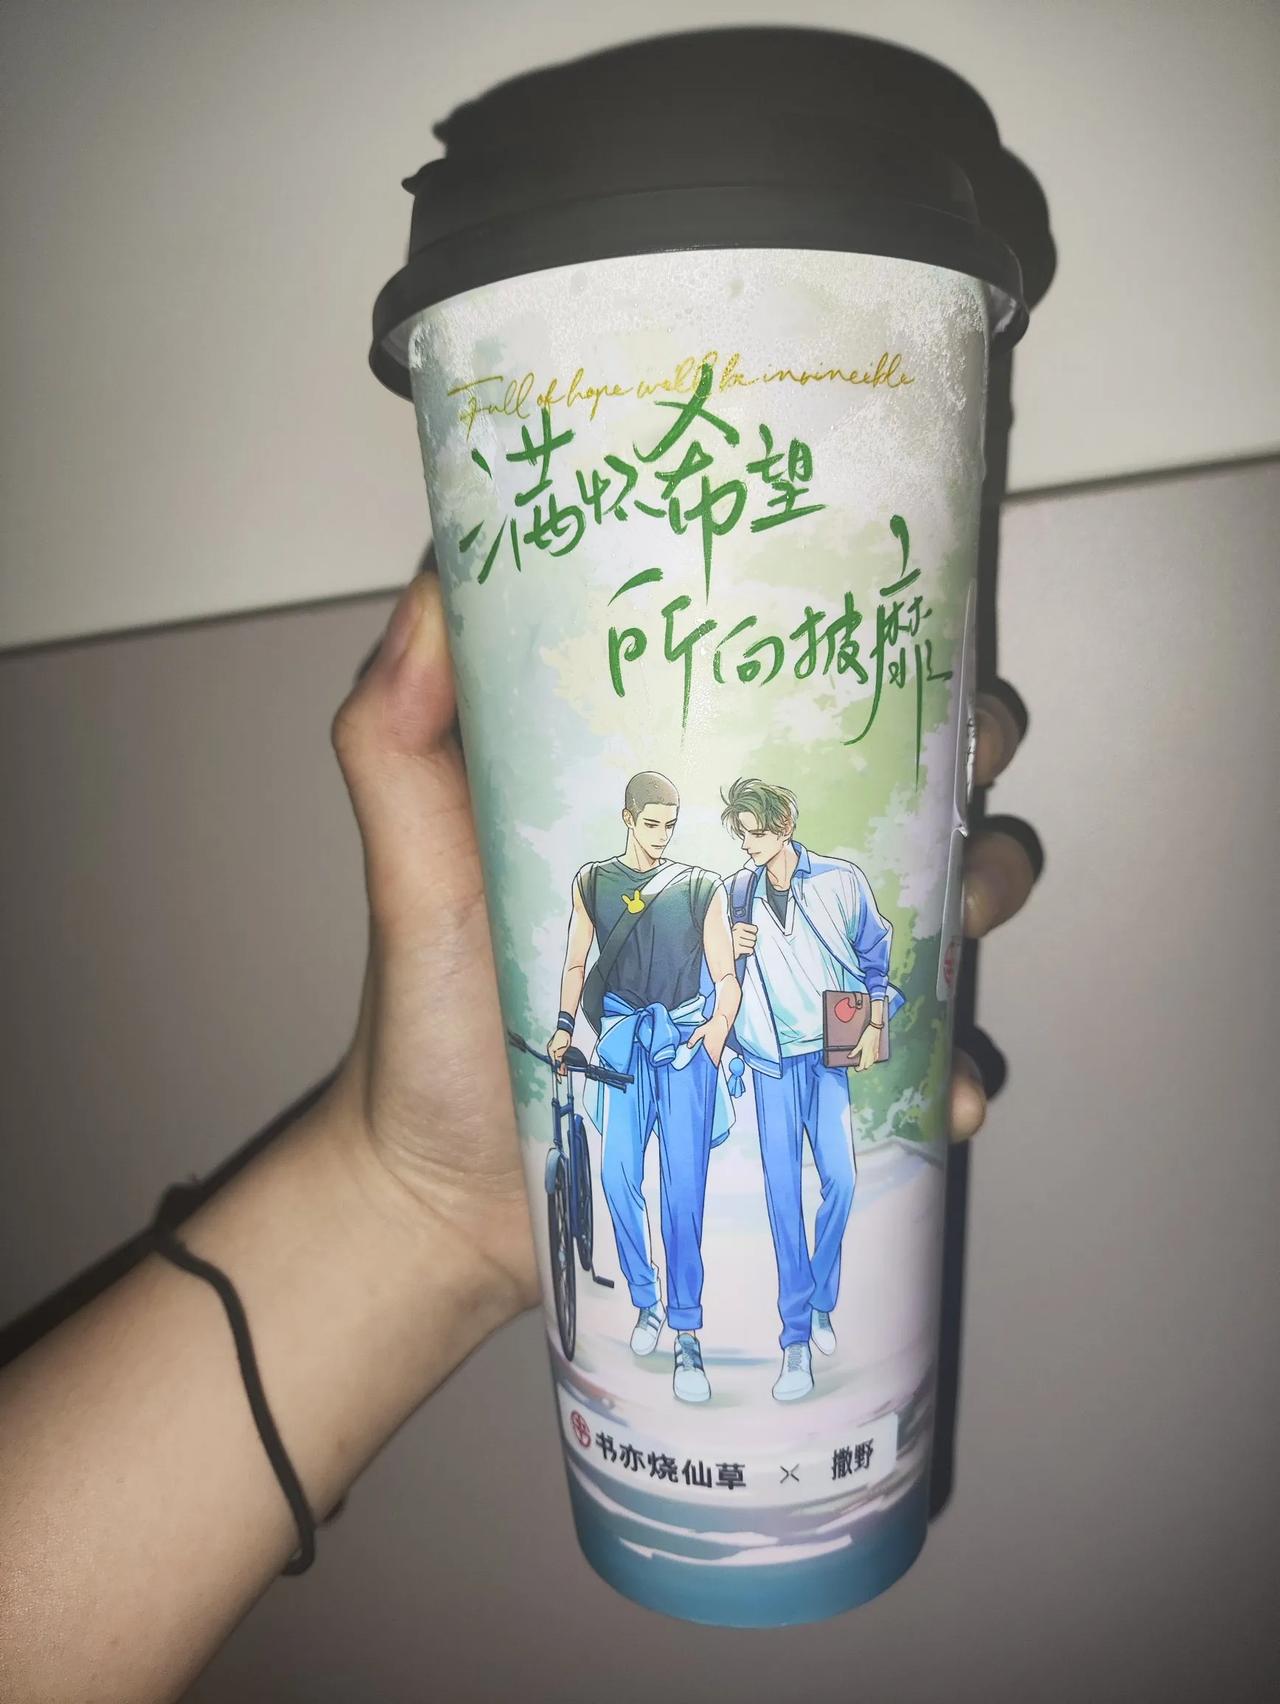 Full of hope will be invincible
满怀希望
所向披靡
书亦烧仙草 × 撒野